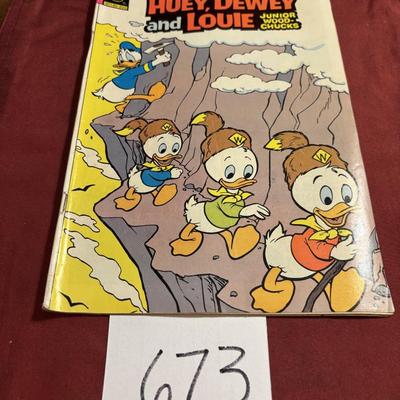 HUEY, DEWEY
and LOUIE
JUNIOR
WOOD-
CHUCKS
W
W
W
673